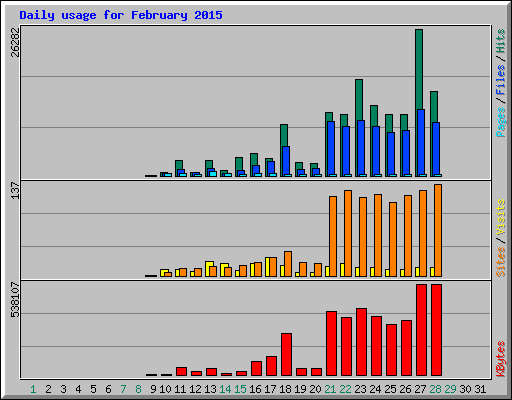 Daily usage for February 2015
26282
137
538107
Pages / Files / Hits
Sites / Visits
KBytes
1 2 3 4 5 6 7 8 9 10 11 12 13 14 15 16 17 18 19 20 21 22 23 24 25 26 27 28 29 30 31